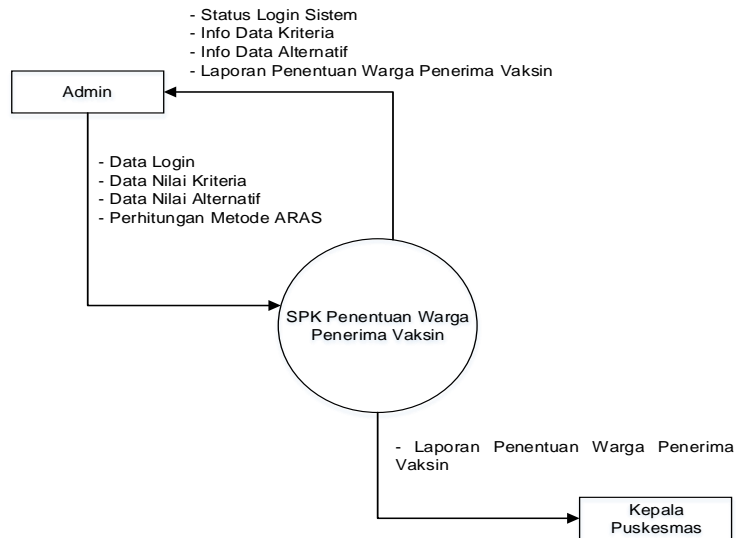 - Status Login Sistem
- Info Data Kriteria
- Info Data Alternatif
- Laporan Penentuan Warga Penerima Vaksin
Admin
- Data Login
- Data Nilai Kriteria
- Data Nilai Alternatif
- Perhitungan Metode ARAS
SPK Penentuan Warga
Penerima Vaksin
- Laporan Penentuan Warga Penerima
Vaksin
Kepala
Puskesmas